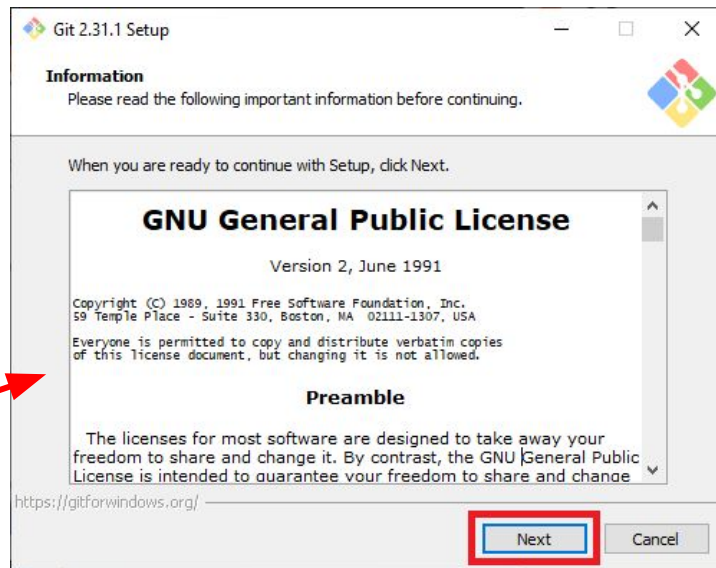 Git 2.31.1 Setup
Information
Please read the following important information before continuing.
When you are ready to continue with Setup, click Next.
GNU General Public License
Version 2, June 1991
Copyright (C) 1989, 1991 Free Software Foundation, Inc.
59 Temple Place - Suite 330, Boston, MA  02111-1307, USA
Everyone is permitted to copy and distribute verbatim copies
of this license document, but changing it is not allowed.
Preamble
The licenses for most software are designed to take away your
freedom to share and change it. By contrast, the GNU General Public
License is intended to guarantee your freedom to share and change
https://gitforwindows.org/
Next
Cancel